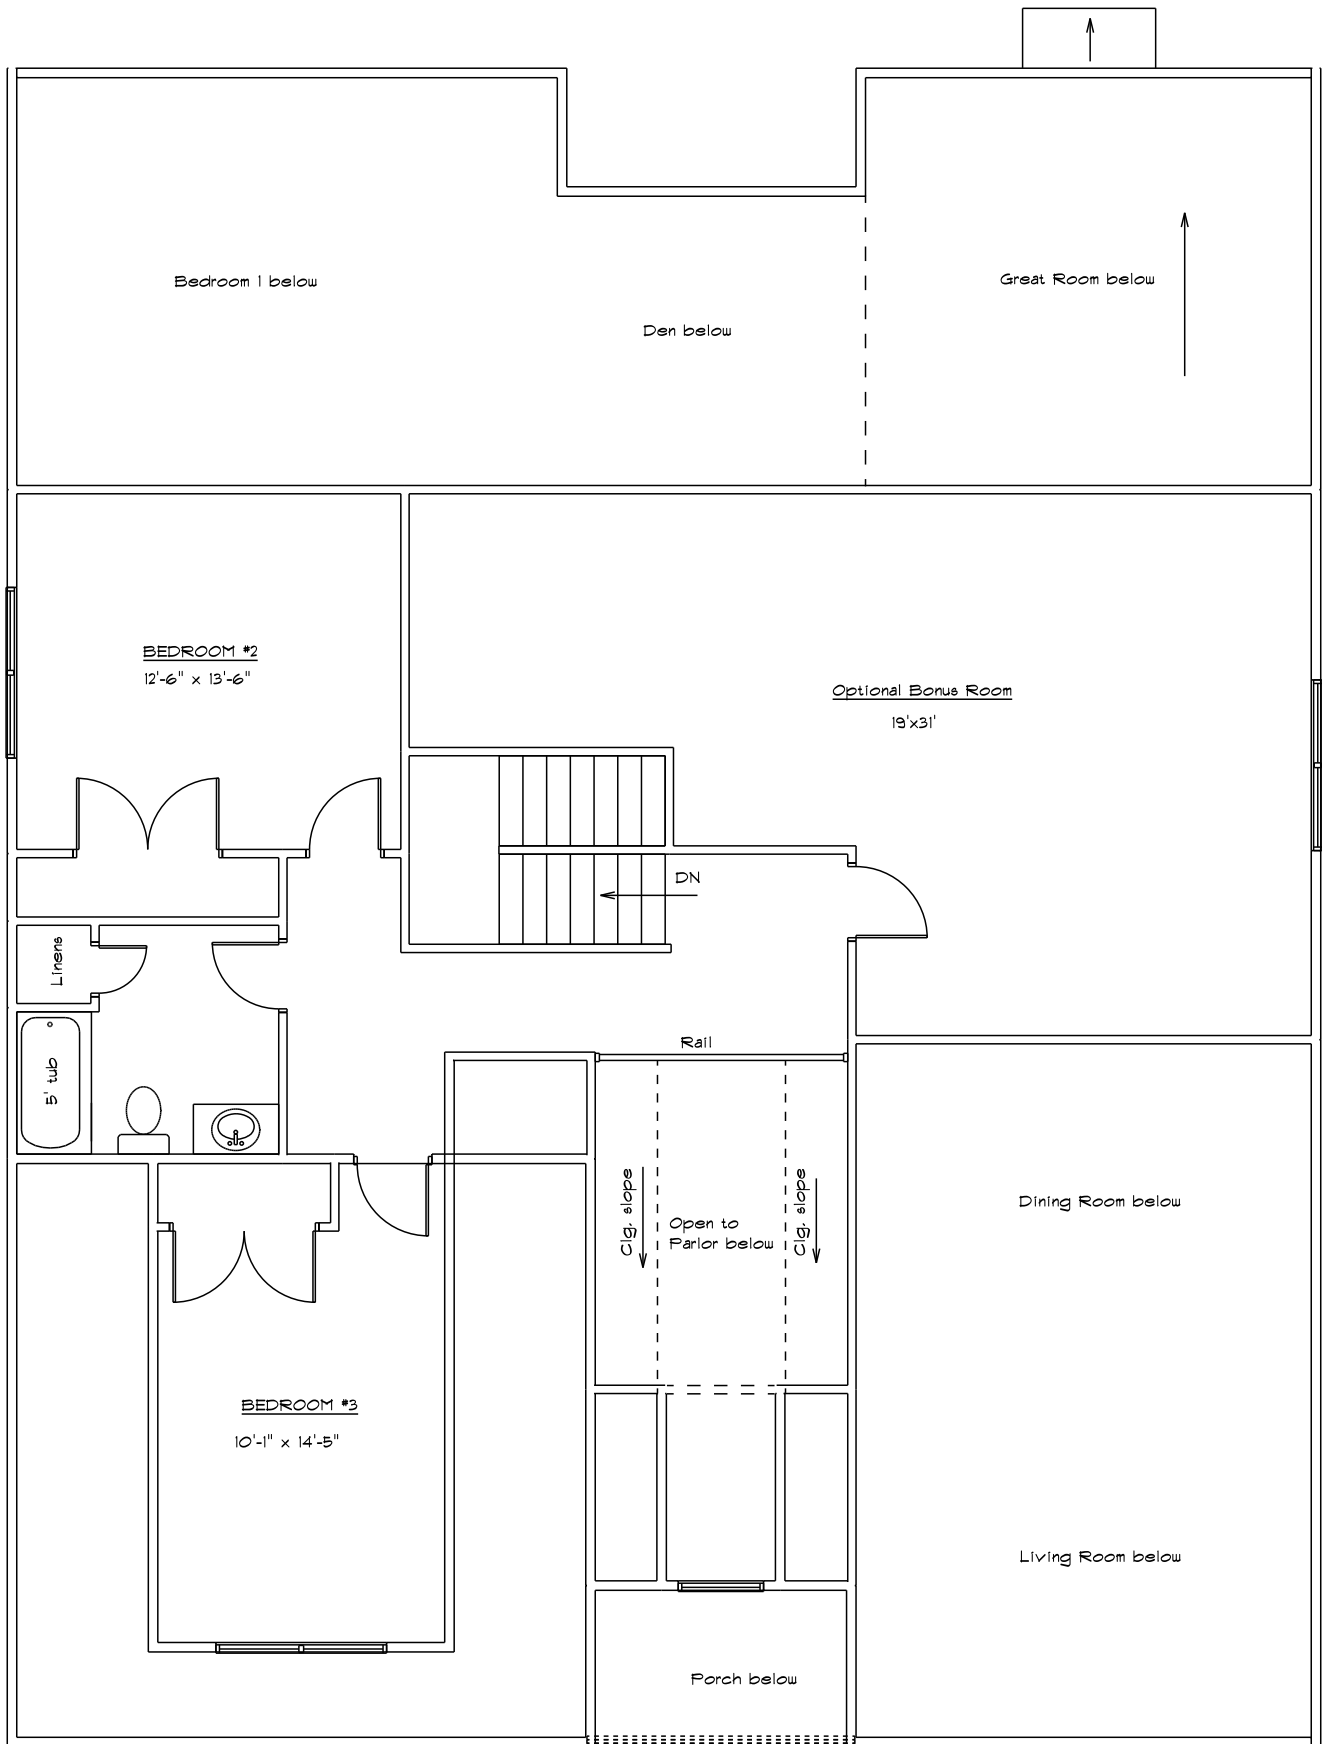 Bedroom 1 below
Great Room below
Den below
BEDROOM #2
12'-6" x 13'-6"
Optional Bonus Room
19'x31'
DN
Linens
Rail
5' tub
Clg. slope
Open to
Parlor below
Clg. slope
Dining Room below
BEDROOM #3
10'-1" x 14'-5"
Living Room below
Porch below